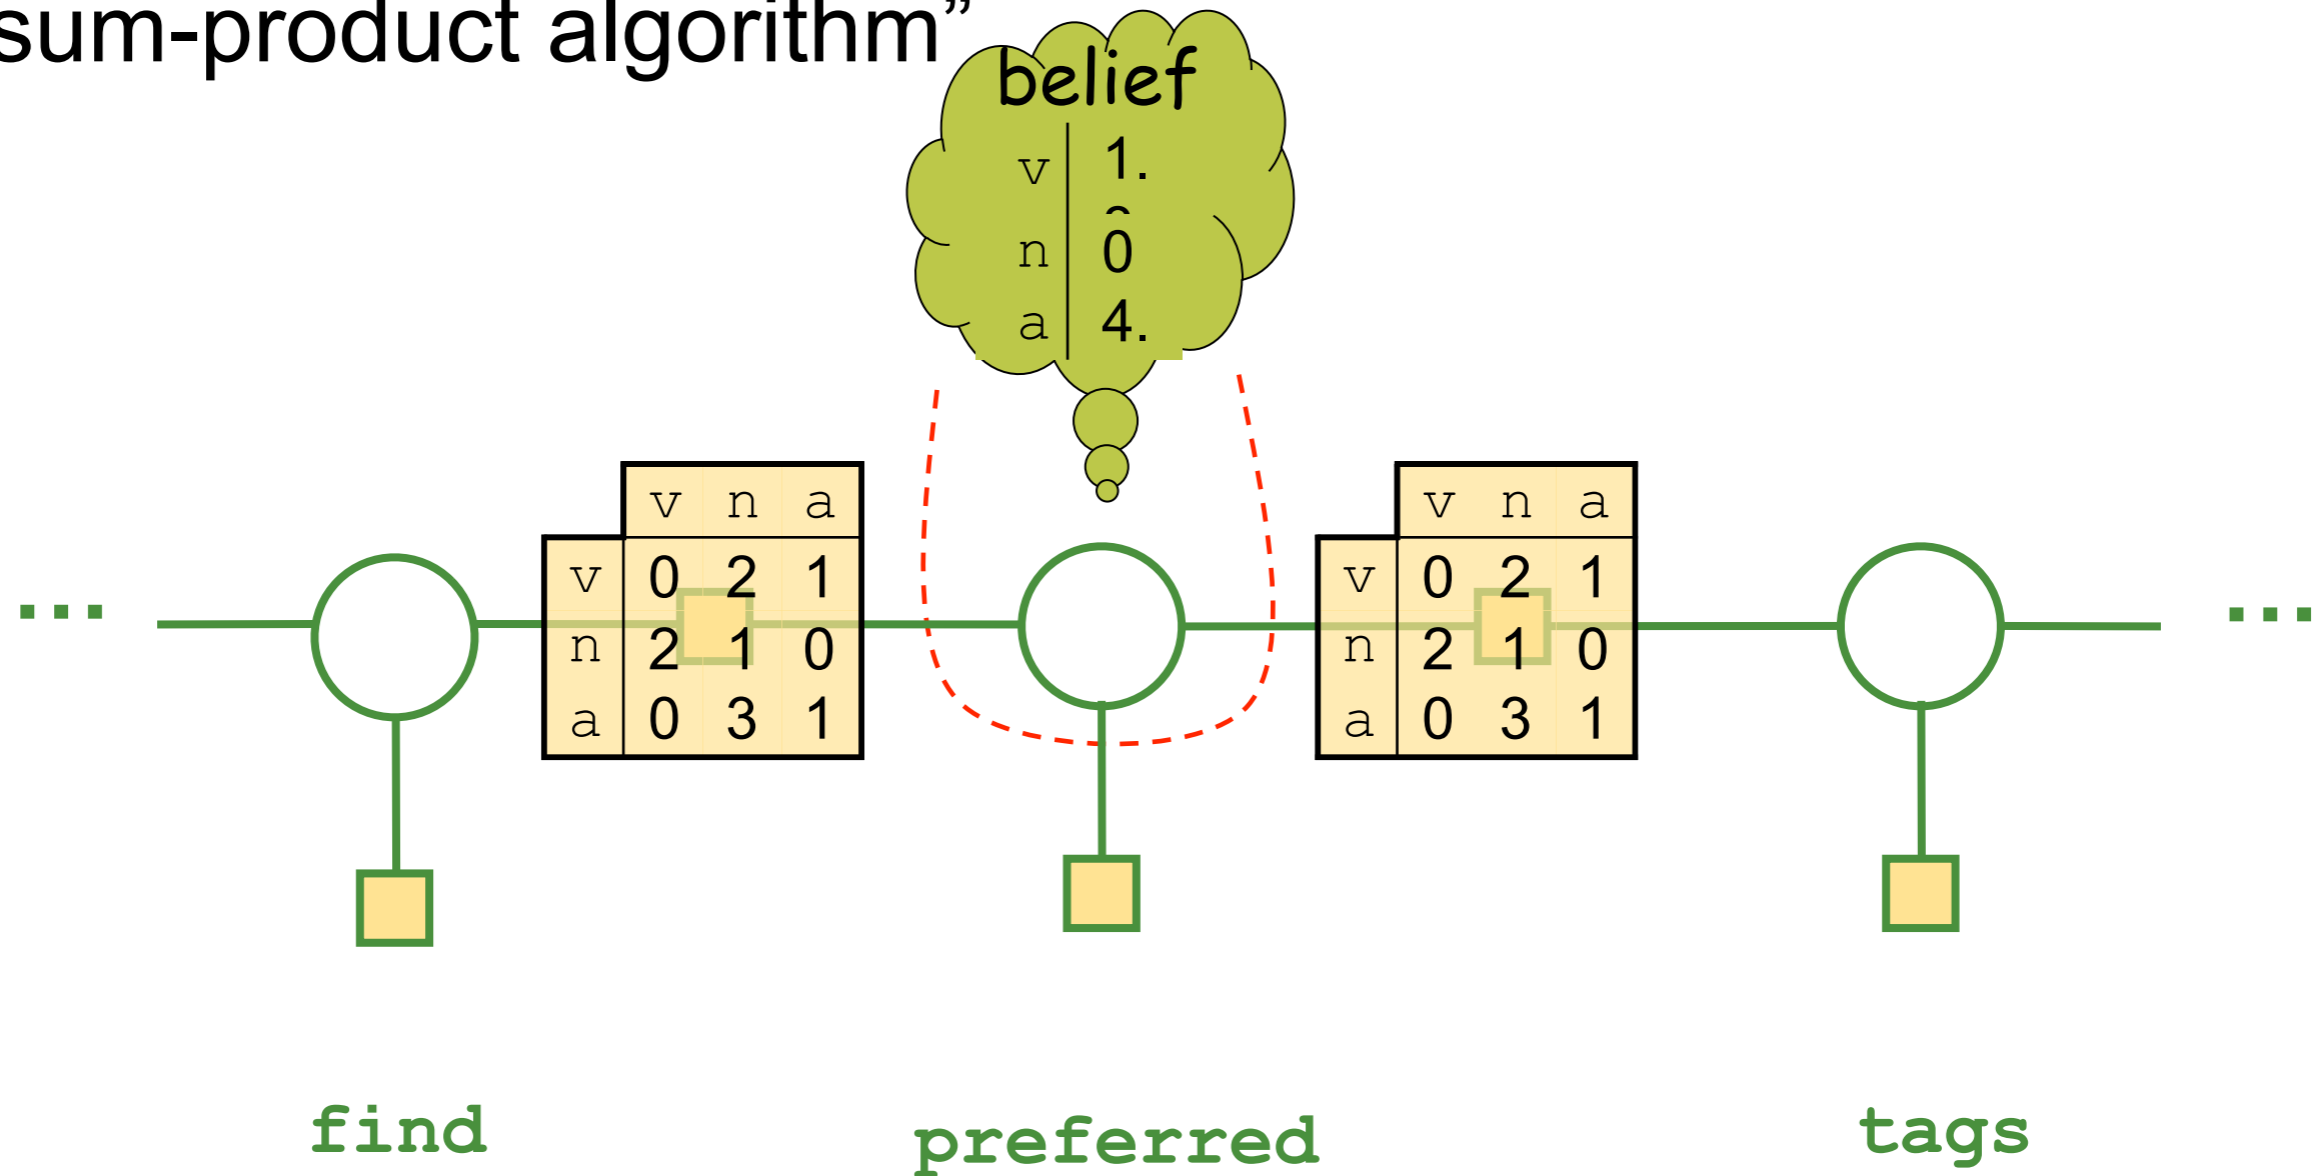 sum-product algorithm”
belief
v 1.
n 0
a 4.
v n a
v 0 2 1
n 2 1 0
a 0 3 1
v n a
v 0 2 1
n 2 1 0
a 0 3 1
...
...
find preferred tags